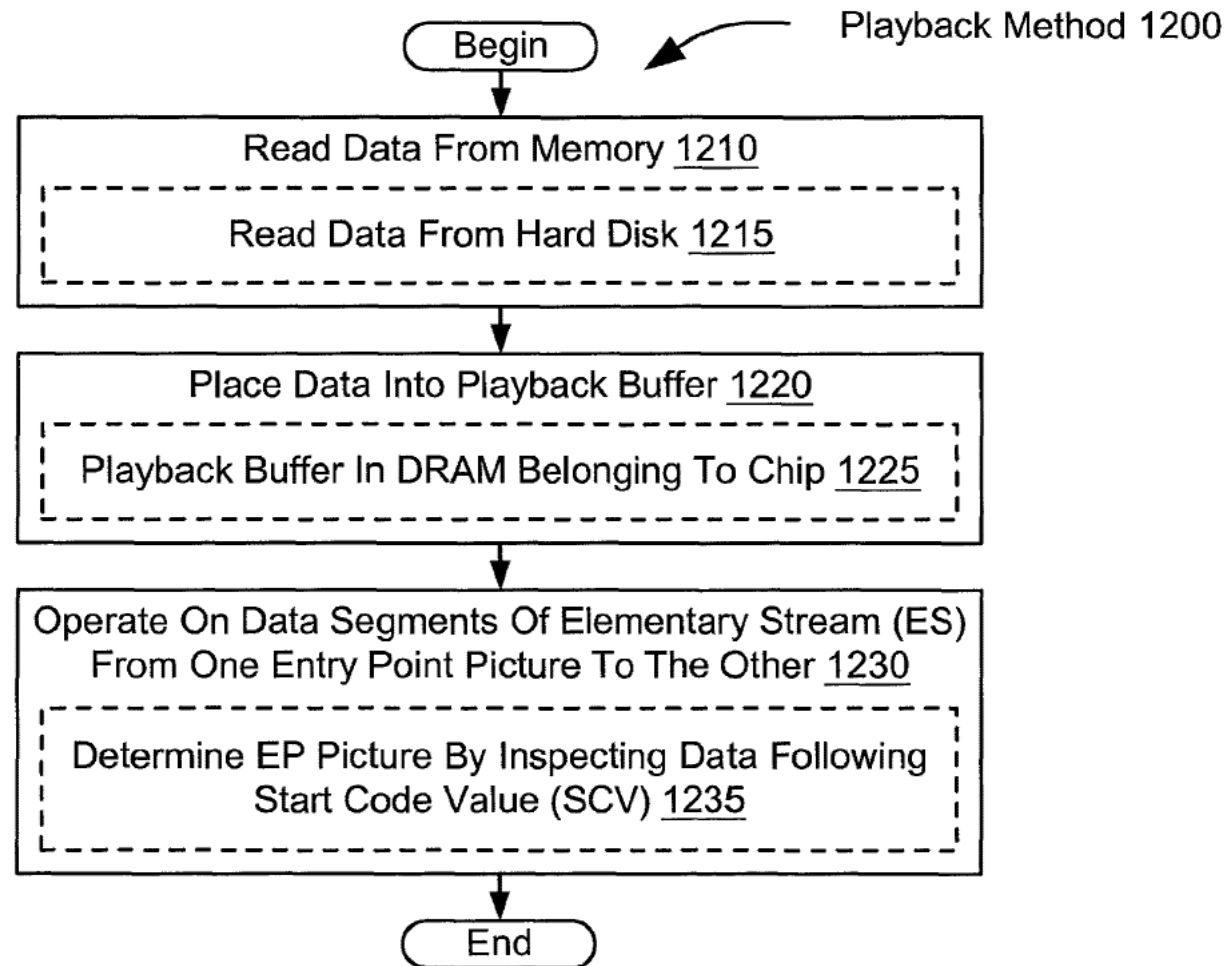 Playback Method 1200
Begin
Read Data From Memory 1210
Read Data From Hard Disk 1215
Place Data Into Playback Buffer 1220
Playback Buffer In DRAM Belonging To Chip 1225
Operate On Data Segments Of Elementary Stream (ES)
From One Entry Point Picture To The Other 1230
Determine EP Picture By Inspecting Data Following
Start Code Value (SCV) 1235
End